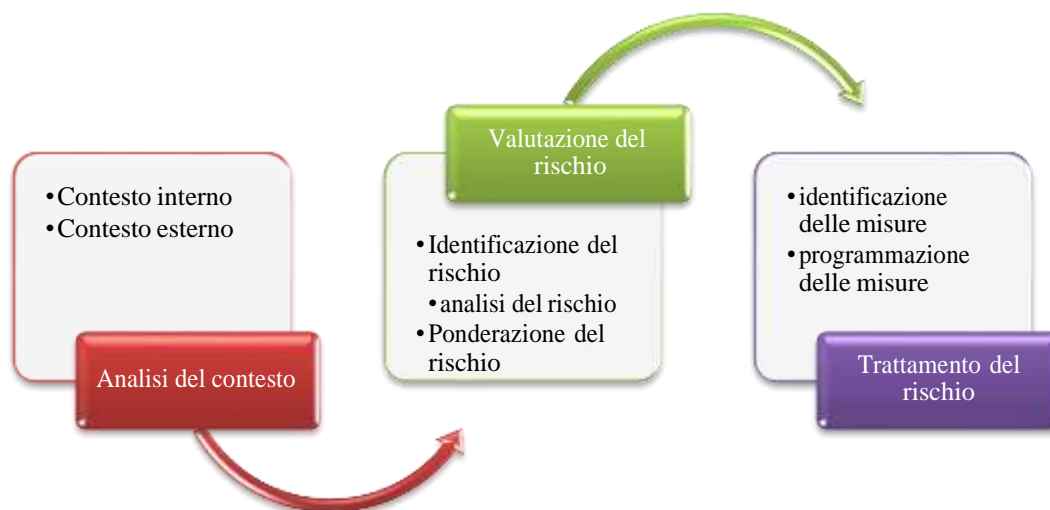 •Contesto interno
•Contesto esterno
Analisi del contesto
Valutazione del
rischio
•Identificazione del
rischio
•analisi del rischio
•Ponderazione del
rischio
•identificazione
delle misure
•programmazione
delle misure
Trattamento del
rischio